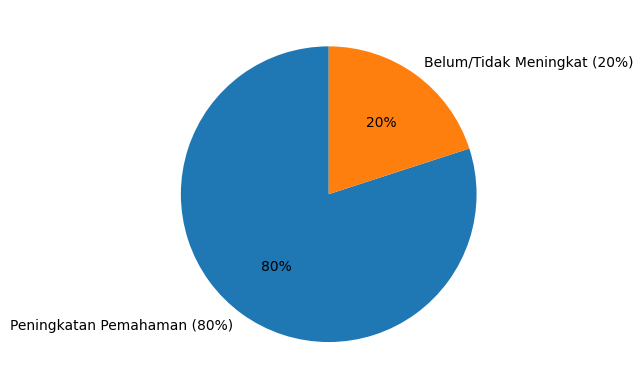 Belum/Tidak Meningkat (20%)
20%
80%
Peningkatan Pemahaman (80%)